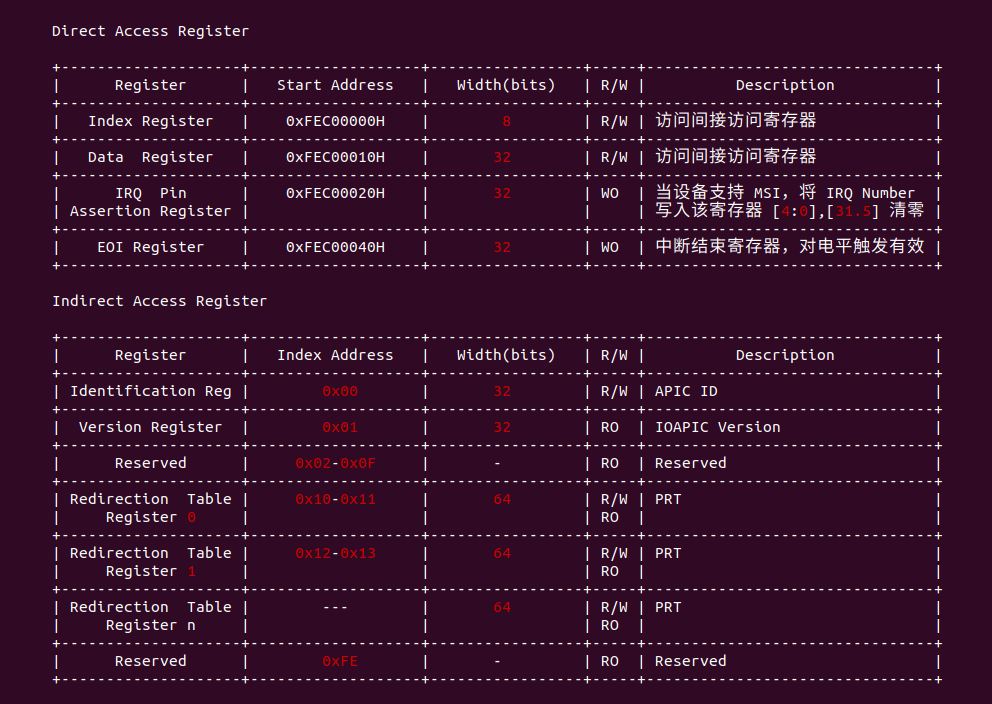 Direct Access Register
+--------------------+-------------------+-----------------+-----+--------------------------------+
| Register | Start Address | Width(bits) | R/W | Description |
+--------------------+-------------------+-----------------+-----+--------------------------------+
| Index Register | 0xFEC00000H | 8 | R/W | 访问间接访问寄存器 |
+--------------------+-------------------+-----------------+-----+--------------------------------+
| Data  Register | 0xFEC00010H | 32 | R/W | 访问间接访问寄存器 |
+--------------------+-------------------+-----------------+-----+--------------------------------+
| IRQ  Pin | 0xFEC00020H | 32 | WO | 当设备支持 MSI，将 IRQ Number |
| Assertion Register | | | | 写入该寄存器 [4:0],[31.5] 清零 |
+--------------------+-------------------+-----------------+-----+--------------------------------+
| EOI Register | 0xFEC00040H | 32 | WO | 中断结束寄存器，对电平触发有效 |
+--------------------+-------------------+-----------------+-----+--------------------------------+
Indirect Access Register
+--------------------+-------------------+-----------------+-----+--------------------------------+
| Register | Index Address | Width(bits) | R/W | Description |
+--------------------+-------------------+-----------------+-----+--------------------------------+
| Identification Reg | 0x00 | 32 | R/W | APIC ID |
+--------------------+-------------------+-----------------+-----+--------------------------------+
| Version Register | 0x01 | 32 | RO | IOAPIC Version |
+--------------------+-------------------+-----------------+-----+--------------------------------+
| Reserved | 0x02-0x0F | - | RO | Reserved |
+--------------------+-------------------+-----------------+-----+--------------------------------+
| Redirection  Table | 0x10-0x11 | 64 | R/W | PRT |
| Register 0 | | | RO | |
+--------------------+-------------------+-----------------+-----+--------------------------------+
| Redirection  Table | 0x12-0x13 | 64 | R/W | PRT |
| Register 1 | | | RO | |
+--------------------+-------------------+-----------------+-----+--------------------------------+
| Redirection  Table | --- | 64 | R/W | PRT |
| Register n | | | RO | |
+--------------------+-------------------+-----------------+-----+--------------------------------+
| Reserved | 0xFE | - | RO | Reserved |
+--------------------+-------------------+-----------------+-----+--------------------------------+